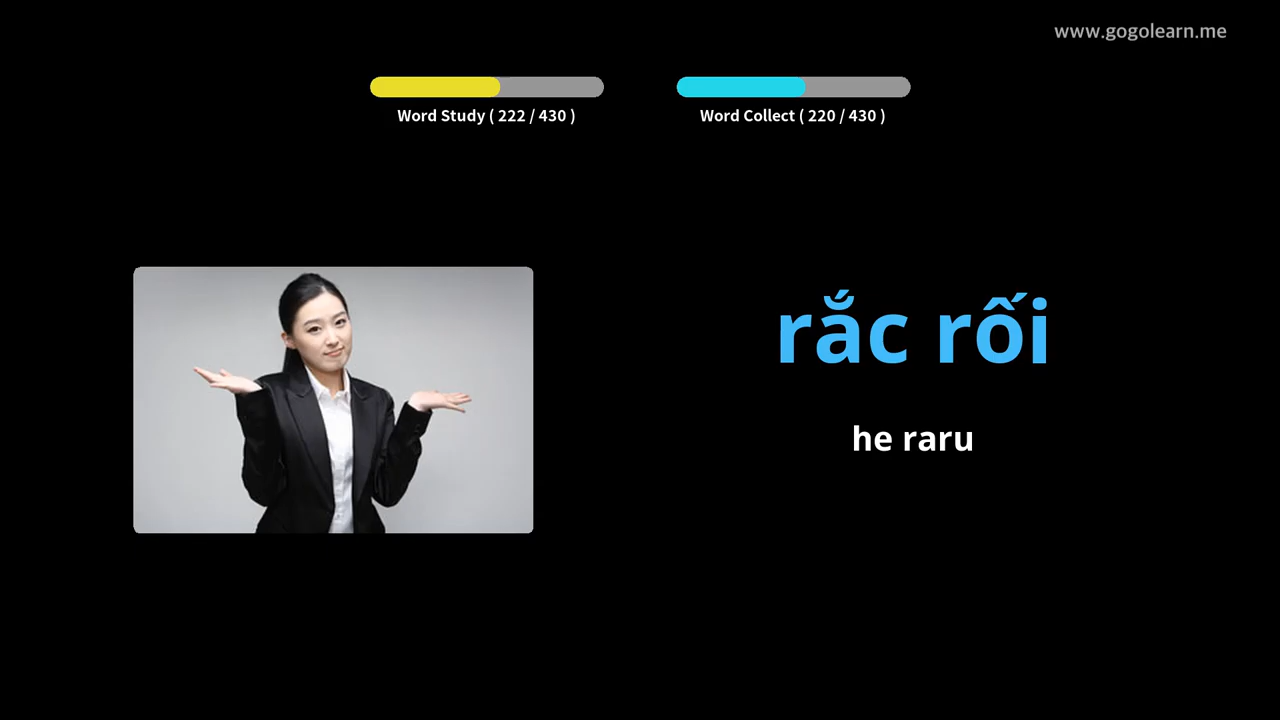 www.gogolearn.me
Word Study ( 222 / 430 )
Word Collect ( 220 / 430 )
rắc rối
he raru